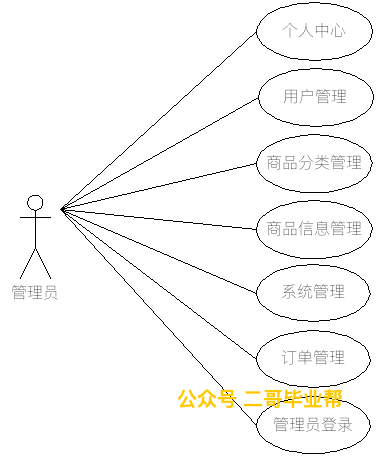 个人中心
用户管理
商品分类管理
商品信息管理
管理员
系统管理
订单管理
公众号 二哥毕业帮
管理员登录